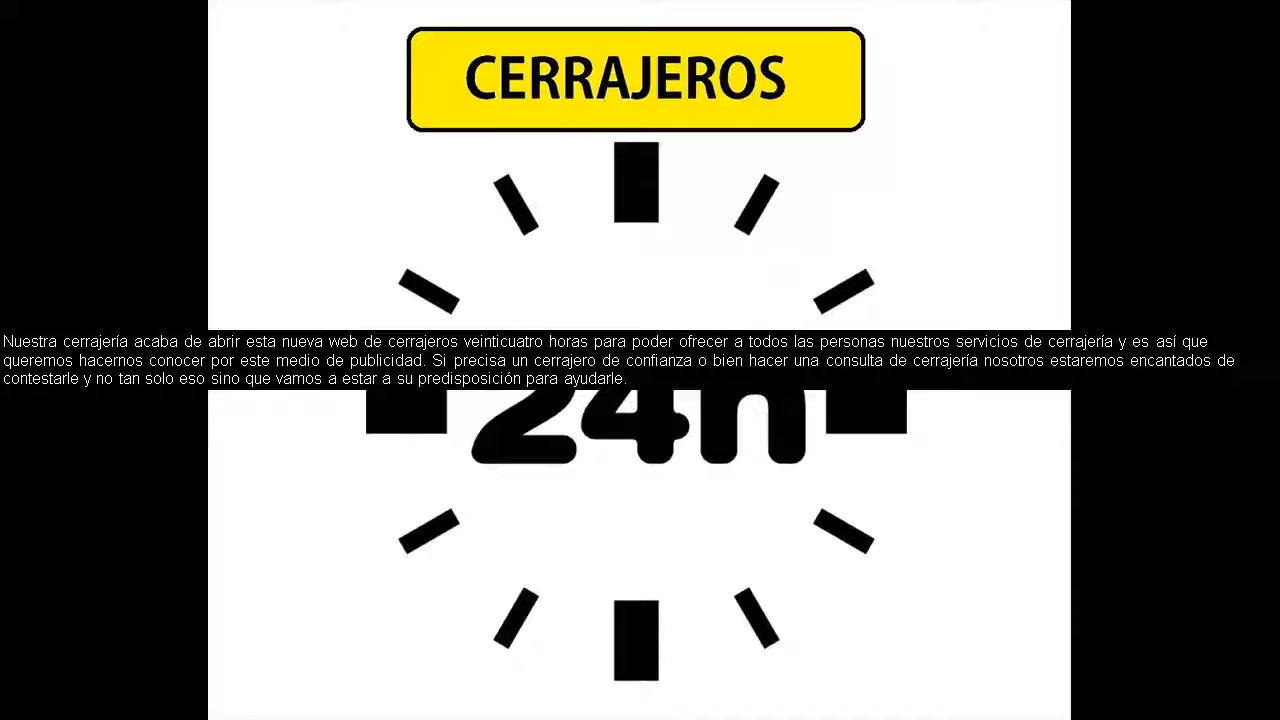 CERRAJEROS
Nuestra cerrajería acaba de abrir esta nueva web de cerrajeros veinticuatro horas para poder ofrecer a todos las personas nuestros servicios de cerrajería y es así que
queremos hacernos conocer por este medio de publicidad. Si precisa un cerrajero de confianza o bien hacer una consulta de cerrajería nosotros estaremos encantados de
contestarle y no tan solo eso sino que vamos a estar a su predisposición para ayudarle.
24h